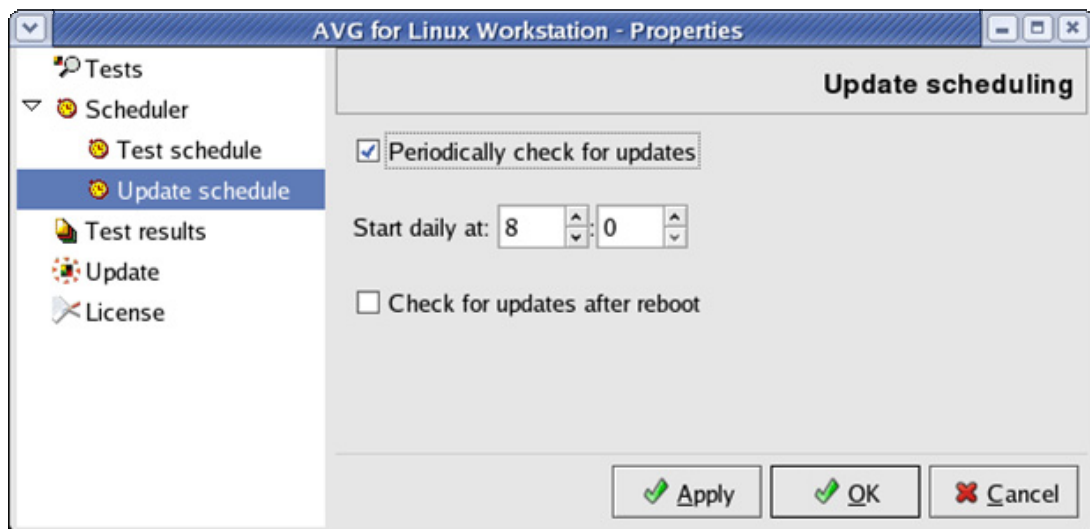 AVG for Linux Workstation - Properties
Tests
Scheduler
Test schedule
Update schedule
Test results
Update
License
Update scheduling
Periodically check for updates
Start daily at: 8 : 0
Check for updates after reboot
Apply
OK
Cancel